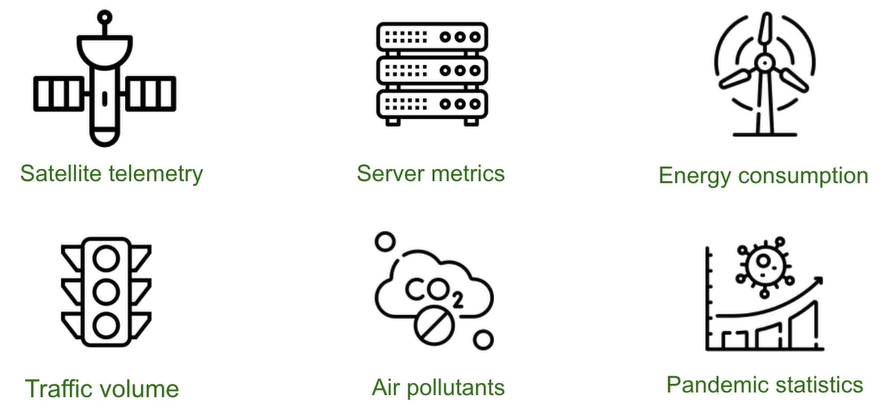 Satellite telemetry
Server metrics
Energy consumption
CO2
Traffic volume
Air pollutants
Pandemic statistics